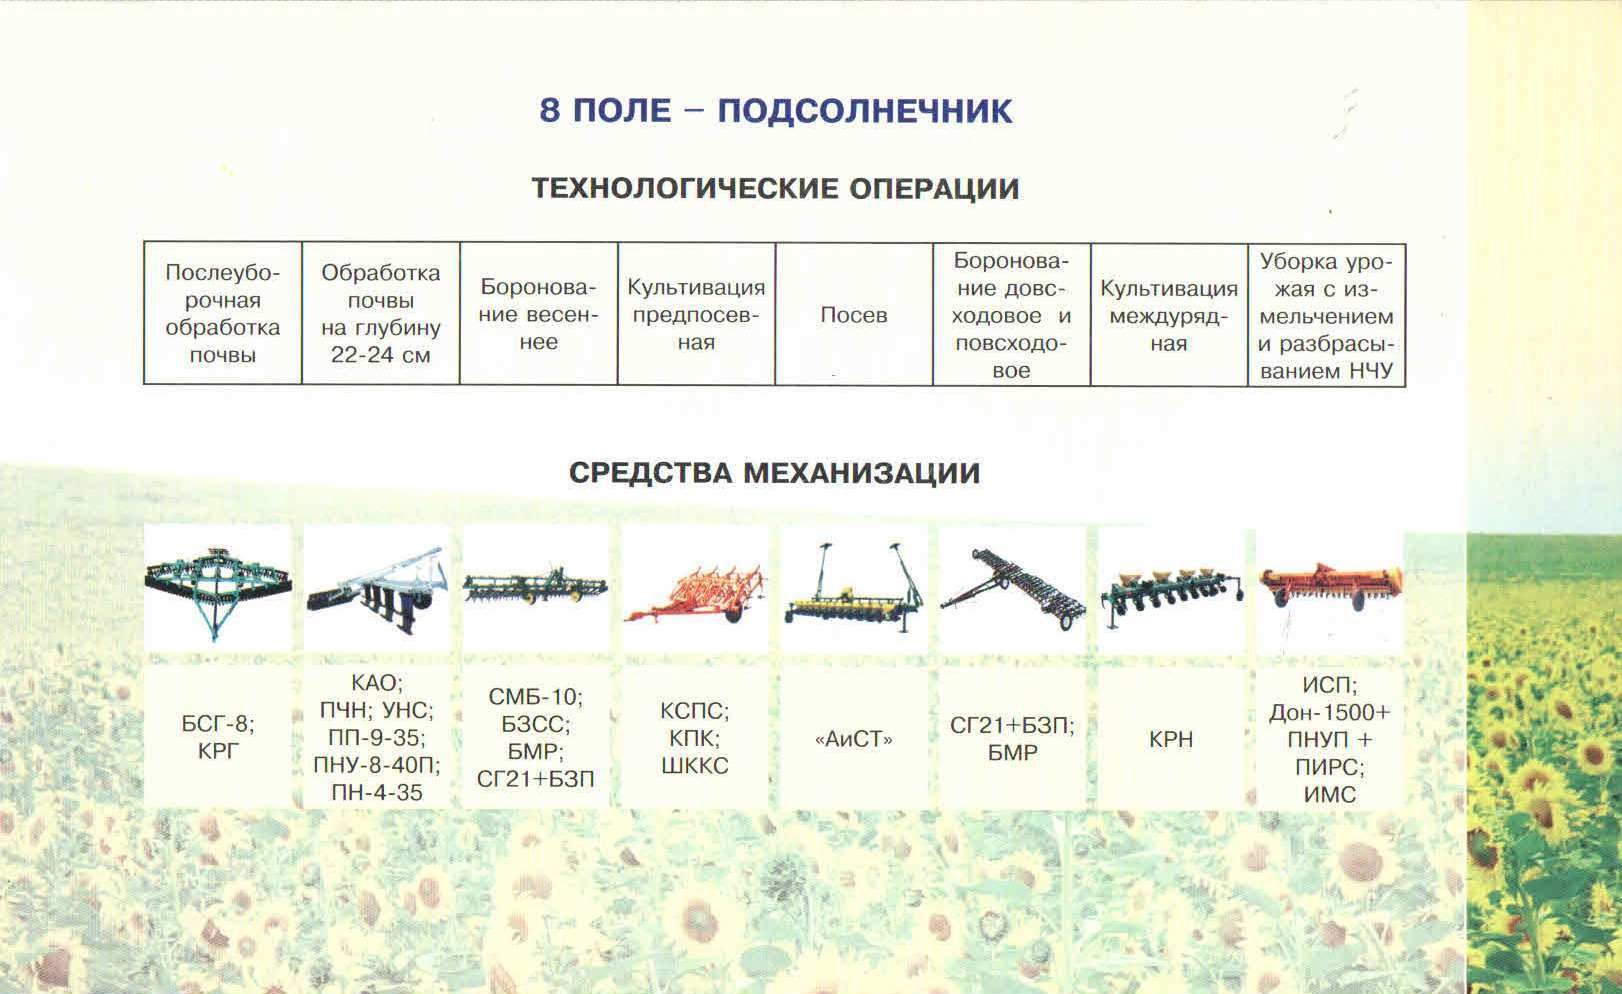 8 ПОЛЕ – ПОДСОЛНЕЧНИК
ТЕХНОЛОГИЧЕСКИЕ ОПЕРАЦИИ
Послеубо-
рочная
обработка
почвы
Обработка
почвы
на глубину
22-24 см
Боронова-
ние весен-
нее
Культивация
предпосев-
ная
Посев
Боронова-
ние довс-
ходовое и
повсходо-
вое
Культивация
междуряд-
ная
Уборка уро-
жая с из-
мельчением
и разбрасы-
ванием НЧУ
СРЕДСТВА МЕХАНИЗАЦИИ
БСГ-8;
КРГ
КАО;
ПЧН; УНС;
ПП-9-35;
ПНУ-8-40П;
ПН-4-35
СМБ-10;
БЗСС;
БМР;
СГ21+БЗП
КСПС;
КПК;
ШККС
«АиСТ»
СГ21+БЗП;
БМР
КРН
ИСП;
Дон-1500+
ПНУП +
ПИРС;
ИМС